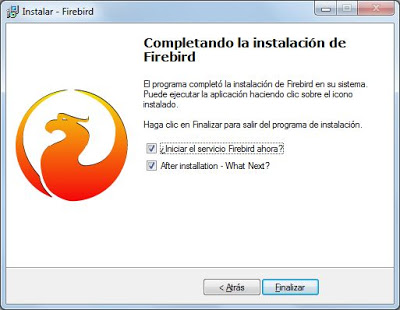 Instalar - Firebird
Completando la instalación de
Firebird
El programa completó la instalación de Firebird en su sistema.
Puede ejecutar la aplicación haciendo clic sobre el icono
instalado.
Haga clic en Finalizar para salir del programa de instalación.
¿Iniciar el servicio Firebird ahora?
After installation - What Next?
< Atrás
Finalizar